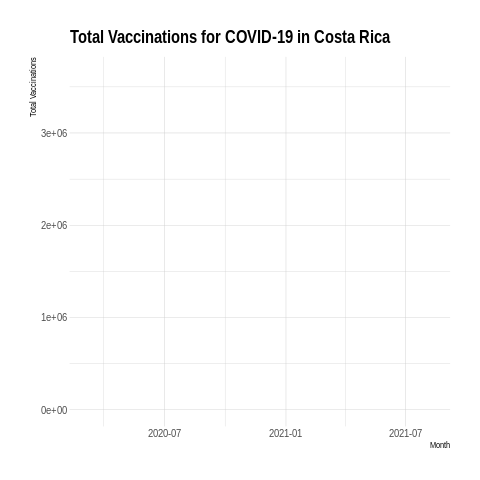 Total Vaccinations for COVID-19 in Costa Rica
Total Vaccinations
3e+06
2e+06
1e+06
0e+00
2020-07 2021-01 2021-07
Month